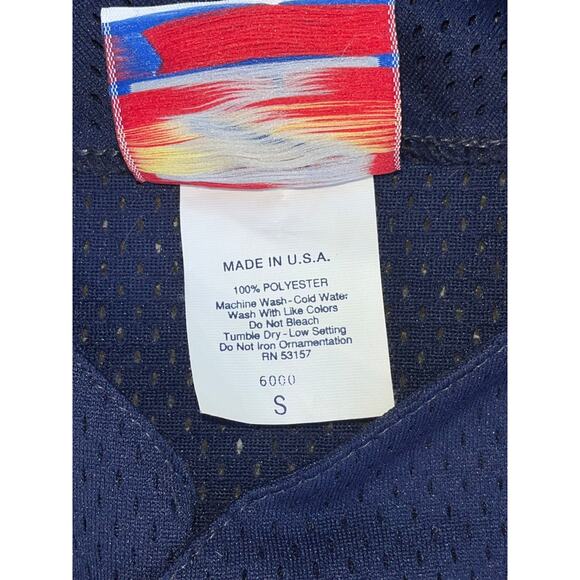 MADE IN U.S.A.
100% POLYESTER
Machine Wash-Cold Water
Wash With Like Colors
Do Not Bleach
Tumble Dry-Low Setting
Do Not Iron Ornamentation
RN 53157
6000
S